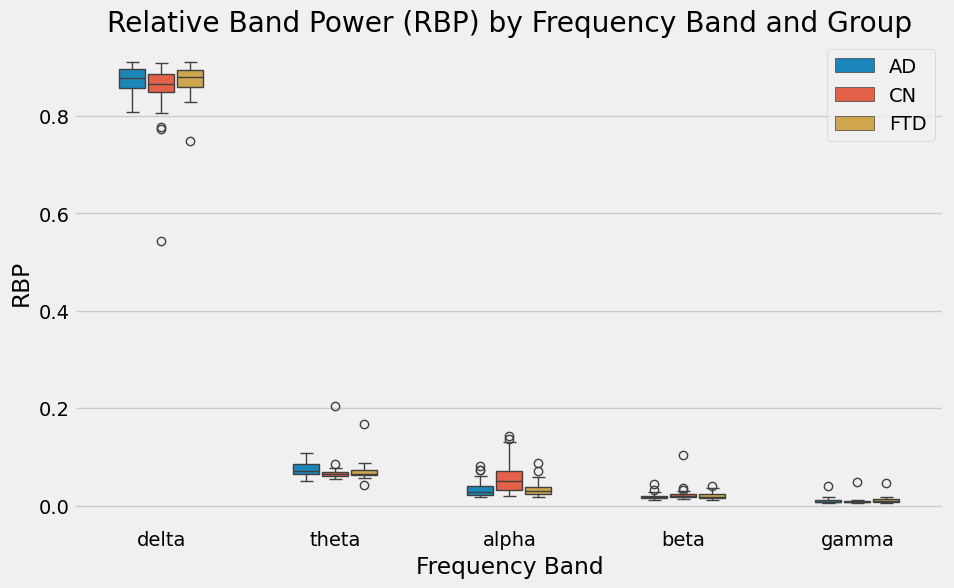 Relative Band Power (RBP) by Frequency Band and Group
AD
CN
FTD
RBP
0.8
0.6
0.4
0.2
0.0
delta theta alpha beta gamma
Frequency Band